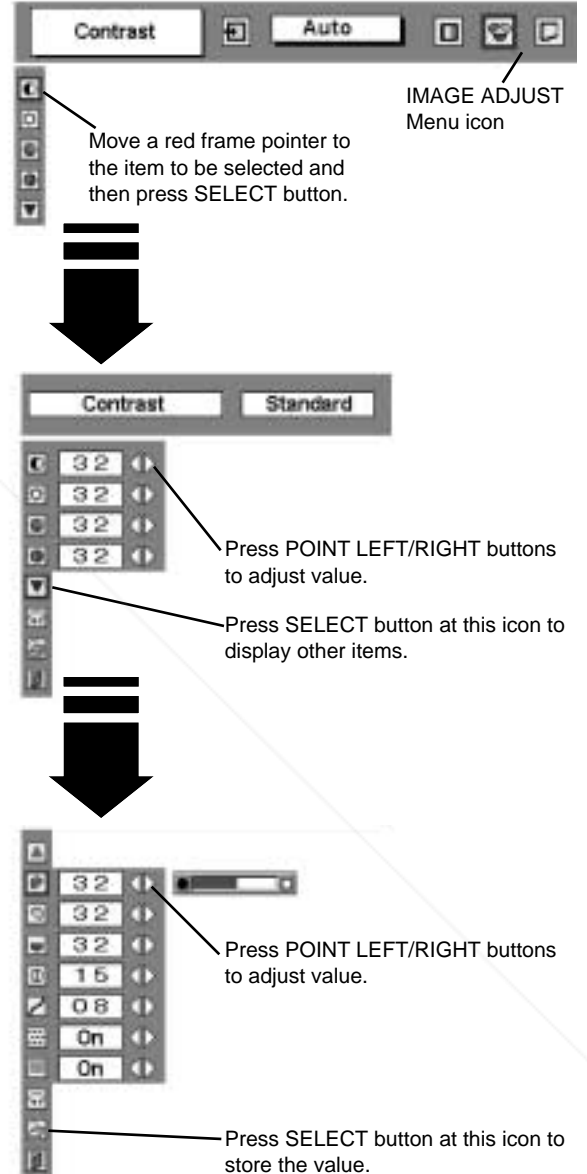 Contrast Auto
IMAGE ADJUST
Menu icon
Move a red frame pointer to
the item to be selected and
then press SELECT button.
Contrast Standard
32
32
32
32
Press POINT LEFT/RIGHT buttons
to adjust value.
Press SELECT button at this icon to
display other items.
32
32
32
15
08
On
On
Press POINT LEFT/RIGHT buttons
to adjust value.
Press SELECT button at this icon to
store the value.